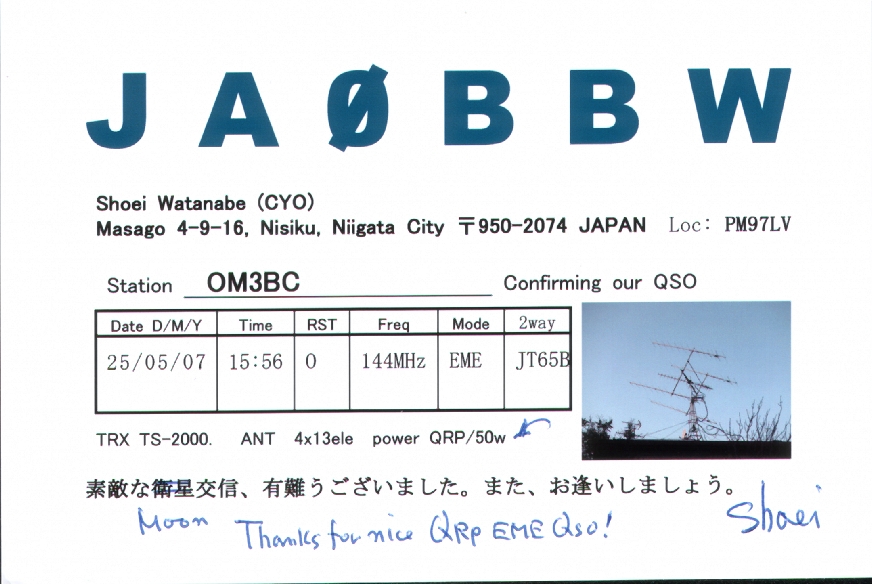 JAØBBW
Shoei Watanabe (CYO)
Masago 4-9-16, Nisiku, Niigata City 〒950-2074 JAPAN Loc: PM97LV
Station OM3BC Confirming our QSO
Date D/M/Y Time RST Freq Mode 2way
25/05/07 15:56 O 144MHz EME JT65B
TRX TS-2000. ANT 4x13ele power QRP/50w
素敵な衛星交信、有難うございました。また、お逢いしましょう。
Moon Thanks for nice QRp EME Qso! Shoei